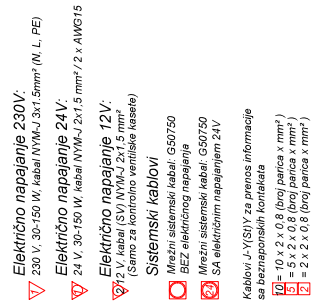 Električno napajanje 230V:
230 V, 30-150 W, kabal NYM-J 3x1.5mm² (N, L, PE)
Električno napajanje 24V:
24 V, 30-150 W, kabal NYM-J 2x1,5 mm² / 2 x AWG15
Električno napajanje 12V:
2 12 V, kabal (SV) NYM-J 2x1,5 mm²
(Samo za kontrolno ventilske kasete)
Sistemski kablovi
Mrežni sistemski kabal: G50750
BEZ električnog napajanja
24 Mrežni sistemski kabal: G50750
SA električnim napajanjem 24V
Kablovi J-Y(St)Y za prenos informacije
sa beznaponskih kontakata
10 = 10 x 2 x 0,8 (broj parica x mm²)
5 = 5 x 2 x 0,8 (broj parica x mm²)
2 = 2 x 2 x 0,8 (broj parica x mm²)